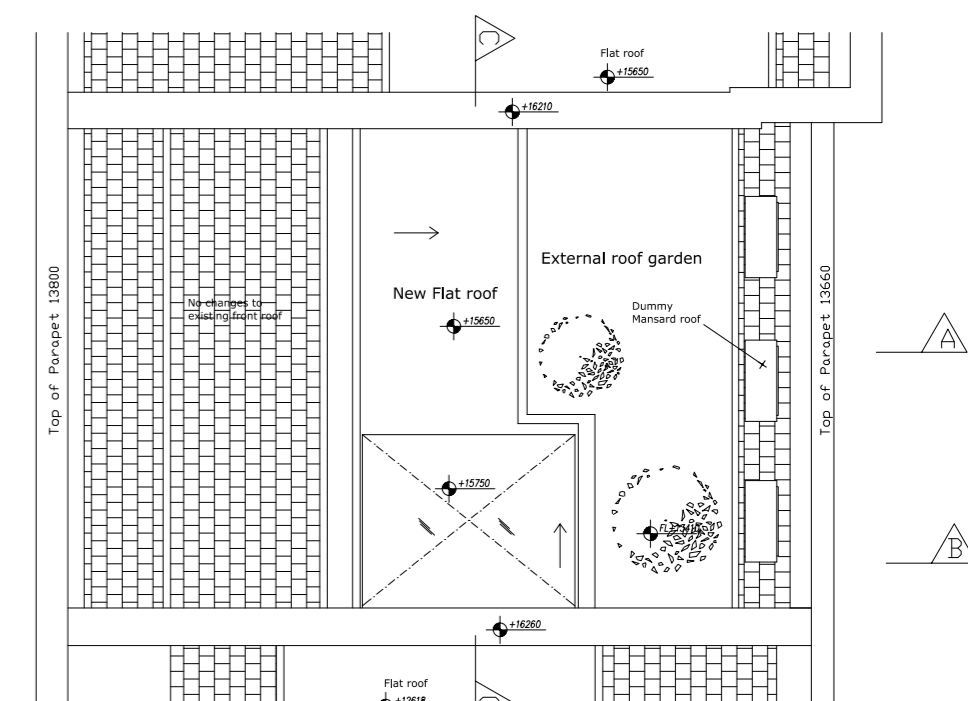 C
Flat roof
+15650
+16210
External roof garden
New Flat roof
+15650
Dummy
Mansard roof
No changes to
existing front roof
Top of Parapet 13800
Top of Parapet 13660
A
+15750
B
+16260
Flat roof
+12618